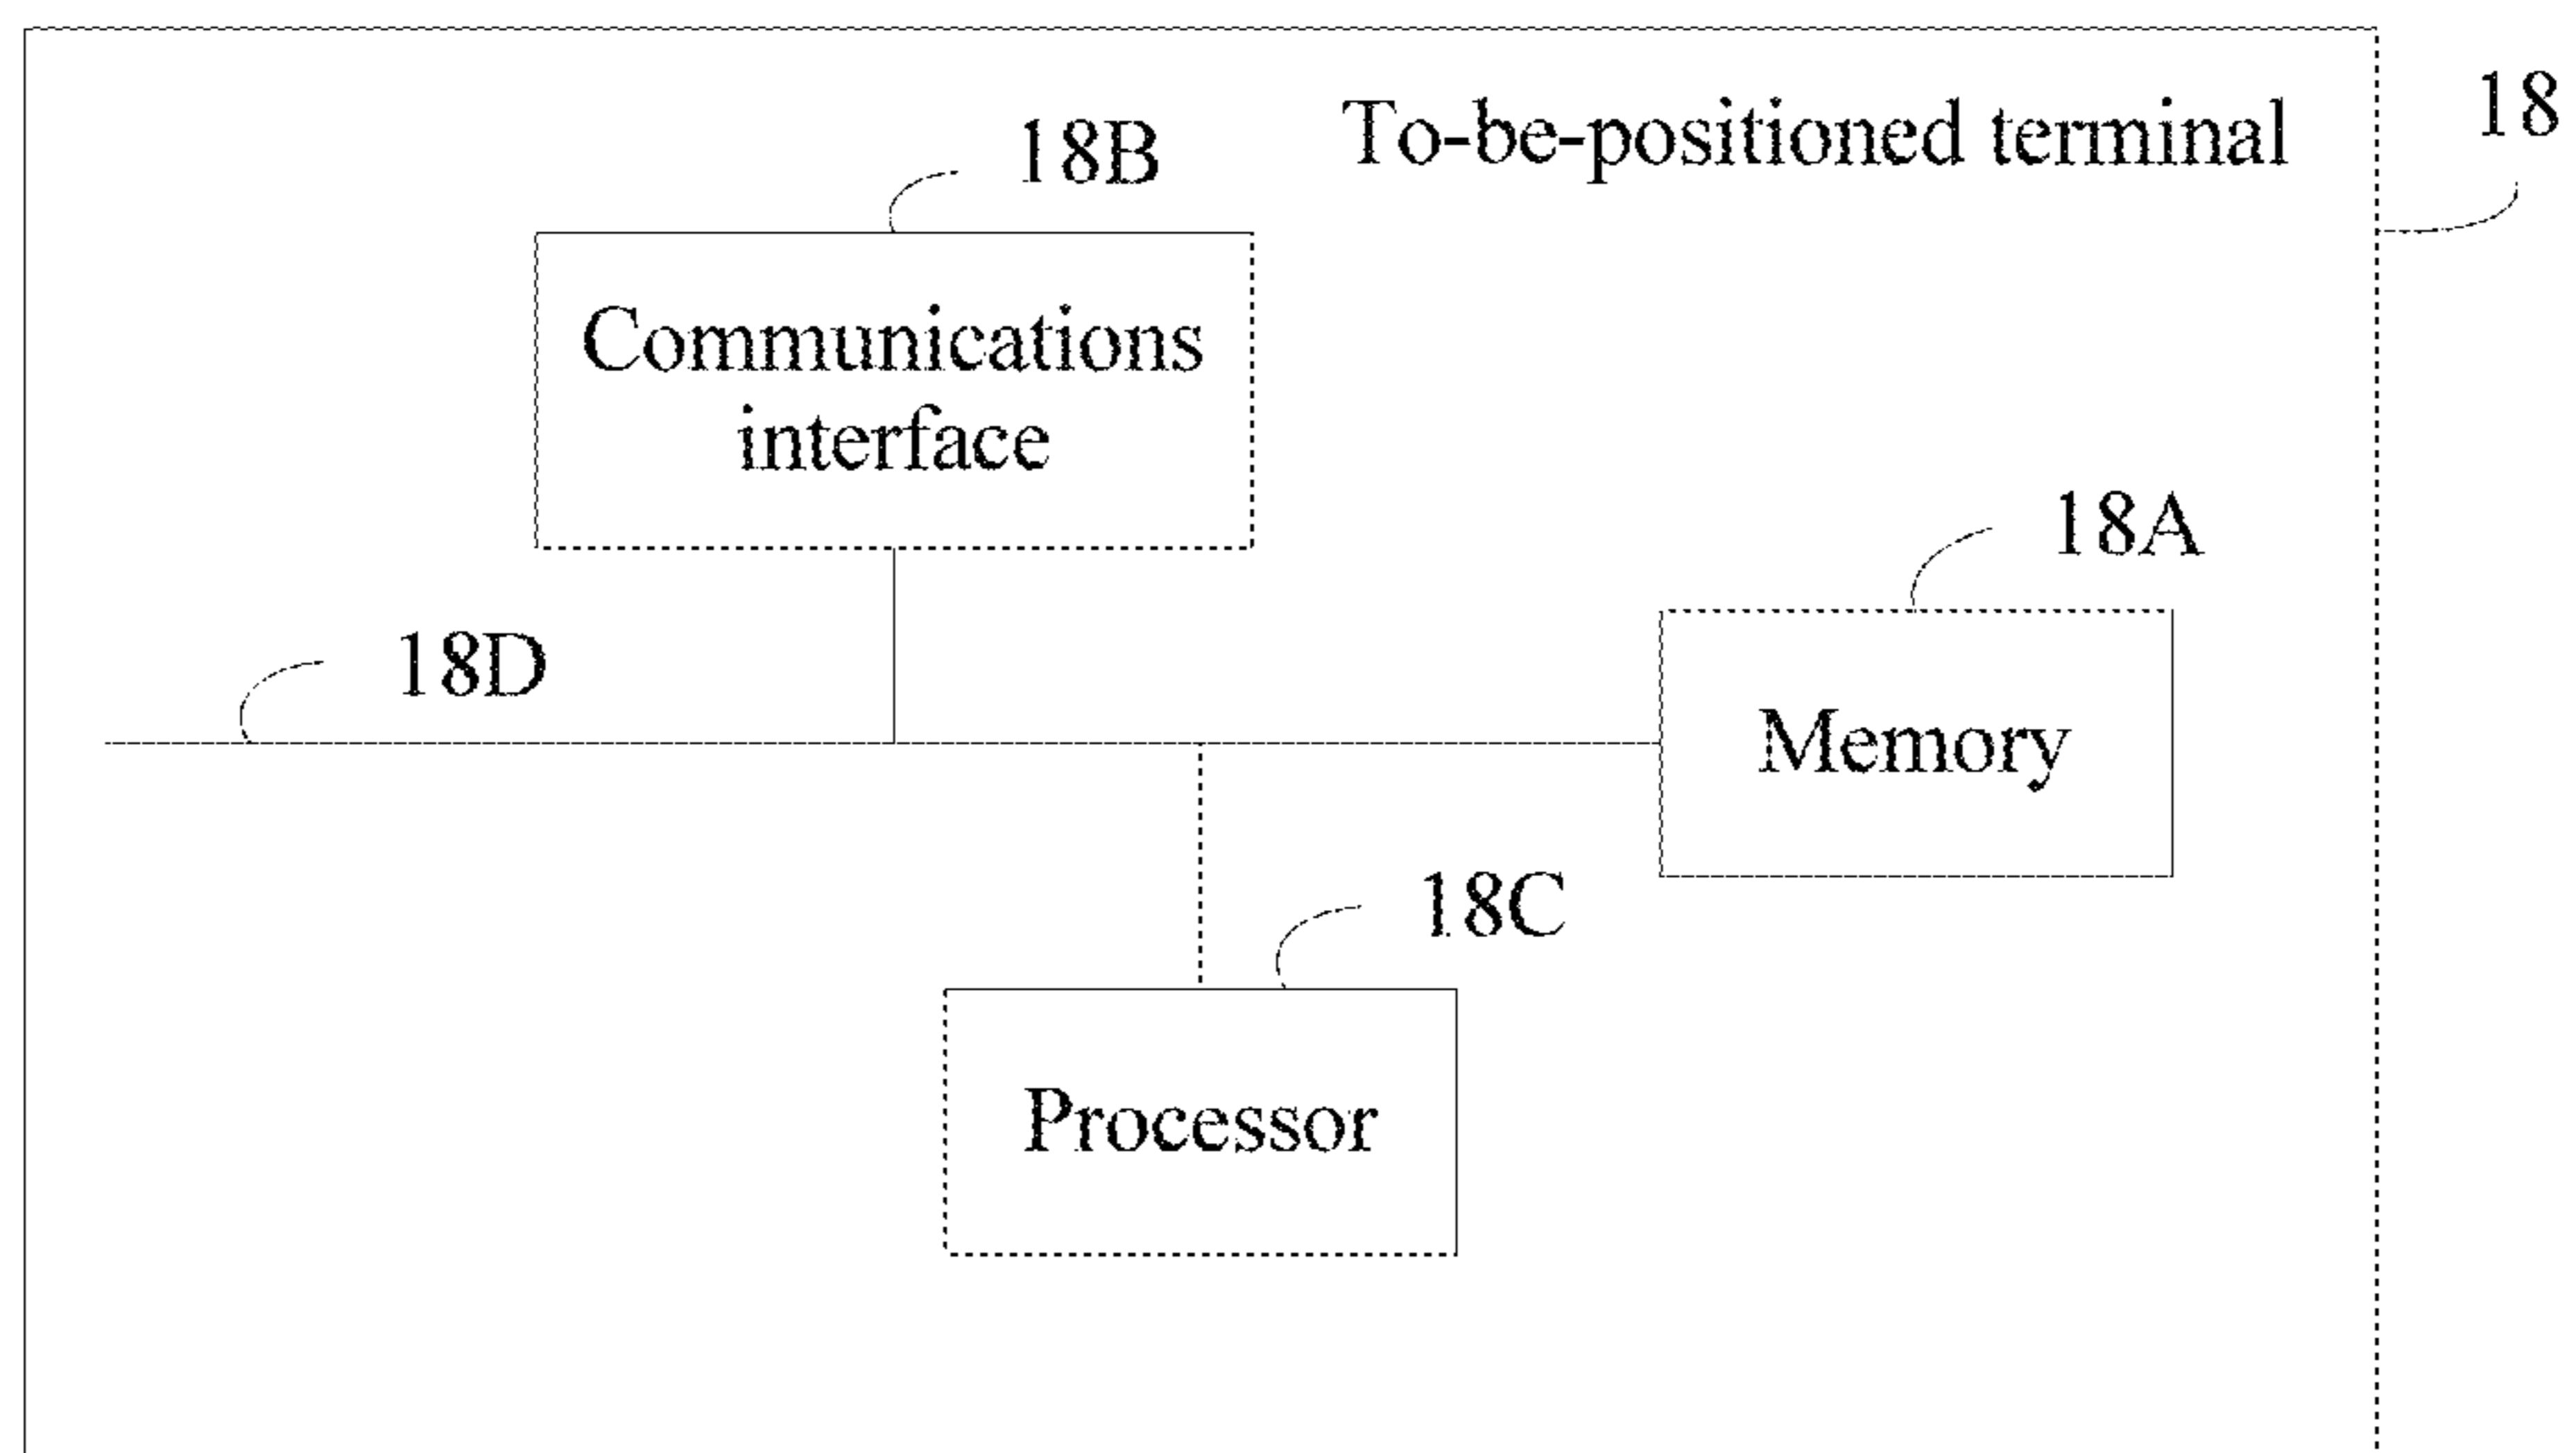 18
To-be-positioned terminal
18B
Communications
interface
18A
18D
Memory
18C
Processor